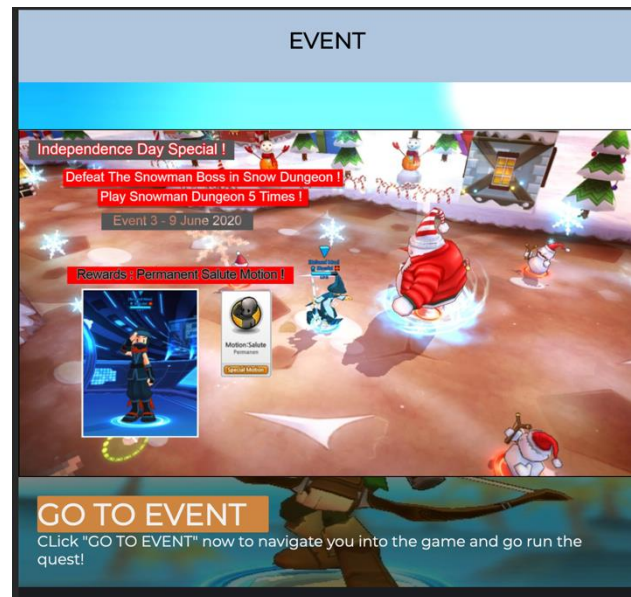 EVENT
Independence Day Special !
Defeat The Snowman Boss in Snow Dungeon !
Play Snowman Dungeon 5 Times !
Event 3 - 9 June 2020
Rewards : Permanent Salute Motion !
Motion:Salute
Permanen
Special Motion
GO TO EVENT
CLick "GO TO EVENT" now to navigate you into the game and go run the
quest!